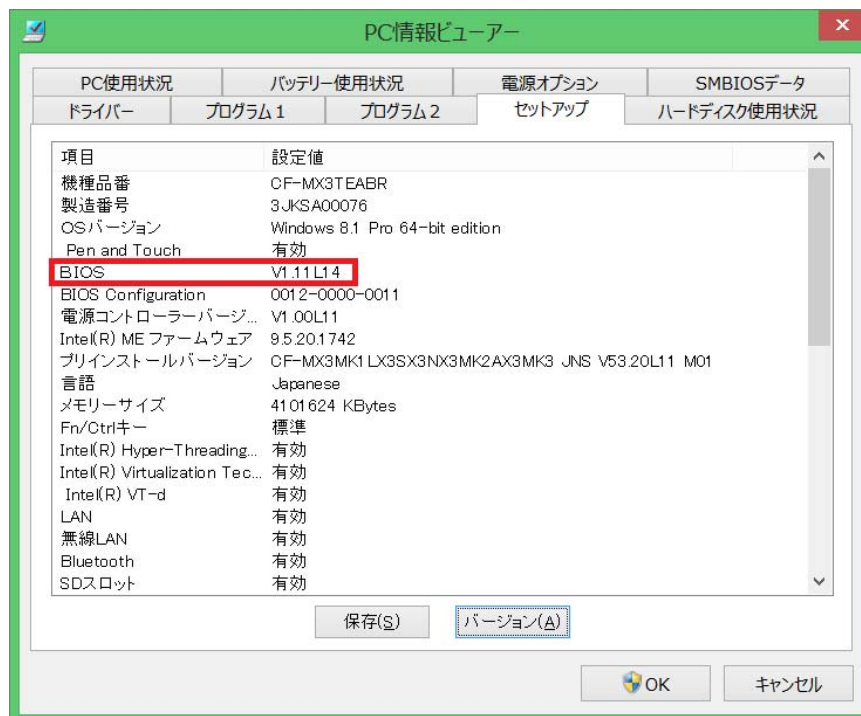 PC情報ビューアー
PC使用状況 バッテリー使用状況 電源オプション SMBIOSデータ
ドライバー プログラム1 プログラム2 セットアップ ハードディスク使用状況
項目 設定値
機種品番 CF-MX3TEABR
製造番号 3JKSA00076
OSバージョン Windows 8.1 Pro 64-bit edition
Pen and Touch 有効
BIOS V1.11L14
BIOS Configuration 0012-0000-0011
電源コントローラーバージ... V1.00L11
Intel(R) ME ファームウェア 9.5.20.1742
プリインストールバージョン CF-MX3MK1LX3SX3NX3MK2AX3MK3 JNS V53.20L11 M01
言語 Japanese
メモリーサイズ 4101624 KBytes
Fn/Ctrlキー 標準
Intel(R) Hyper-Threading... 有効
Intel(R) Virtualization Tec... 有効
Intel(R) VT-d 有効
LAN 有効
無線LAN 有効
Bluetooth 有効
SDスロット 有効
保存(S) バージョン(A)
OK キャンセル